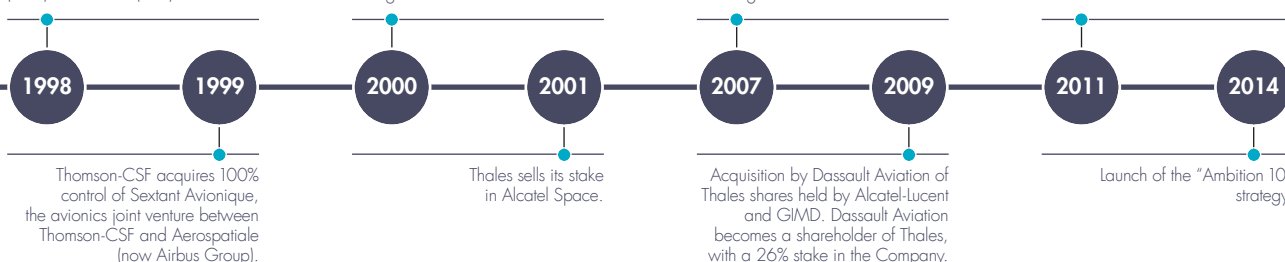 1998
1999
2000
2001
2007
2009
2011
2014
Thomson-CSF acquires 100%
control of Sextant Avionique,
the avionics joint venture between
Thomson-CSF and Aerospatiale
(now Airbus Group).
Thales sells its stake
in Alcatel Space.
Acquisition by Dassault Aviation of
Thales shares held by Alcatel-Lucent
and GIMD. Dassault Aviation
becomes a shareholder of Thales,
with a 26% stake in the Company.
Launch of the “Ambition 10
strategy